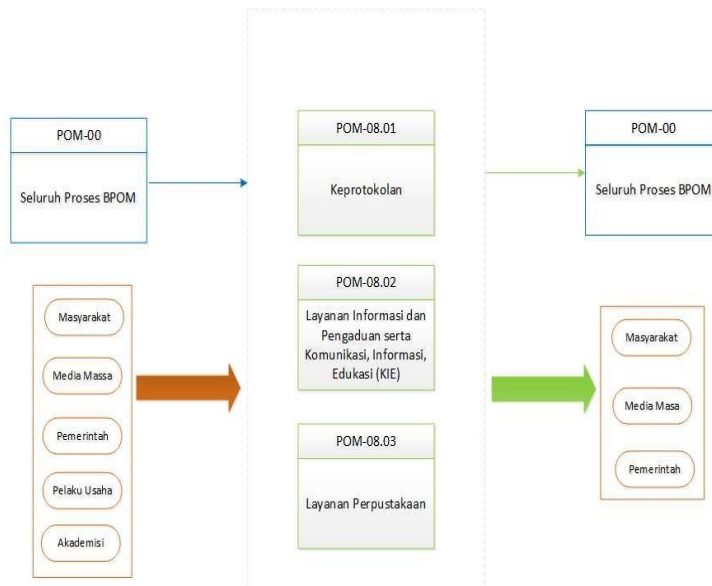 POM-00
Seluruh Proses BPOM
Masyarakat
Media Massa
Pemerintah
Pelaku Usaha
Akademisi
POM-08.01
Keprotokolan
POM-08.02
Layanan Informasi dan
Pengaduan serta
Komunikasi, Informasi,
Edukasi (KIE)
POM-08.03
Layanan Perpustakaan
POM-00
Seluruh Proses BPOM
Masyarakat
Media Masa
Pemerintah